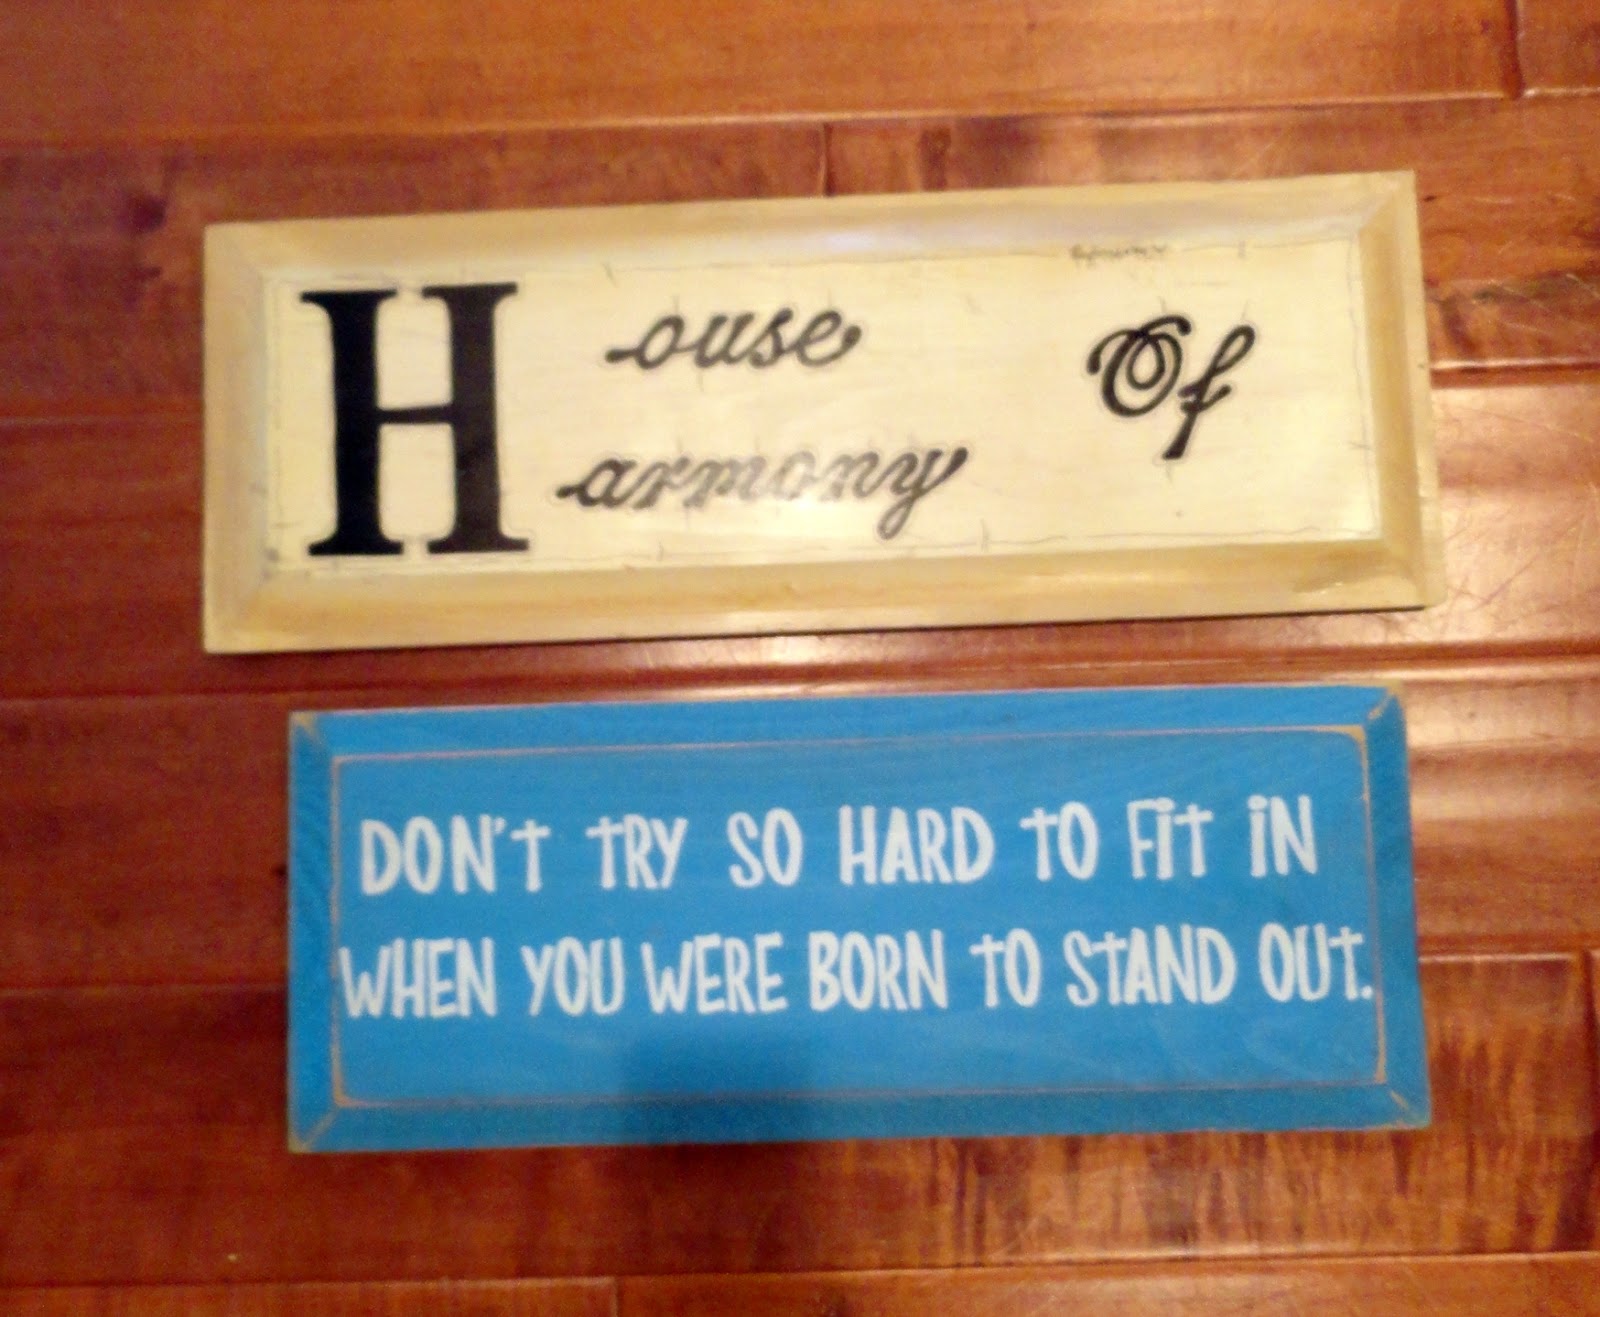 House Of
Harmony
DON't tRY SO HARD tO Fit iN
WHEN YOU WERE BORN tO StAND OUt.